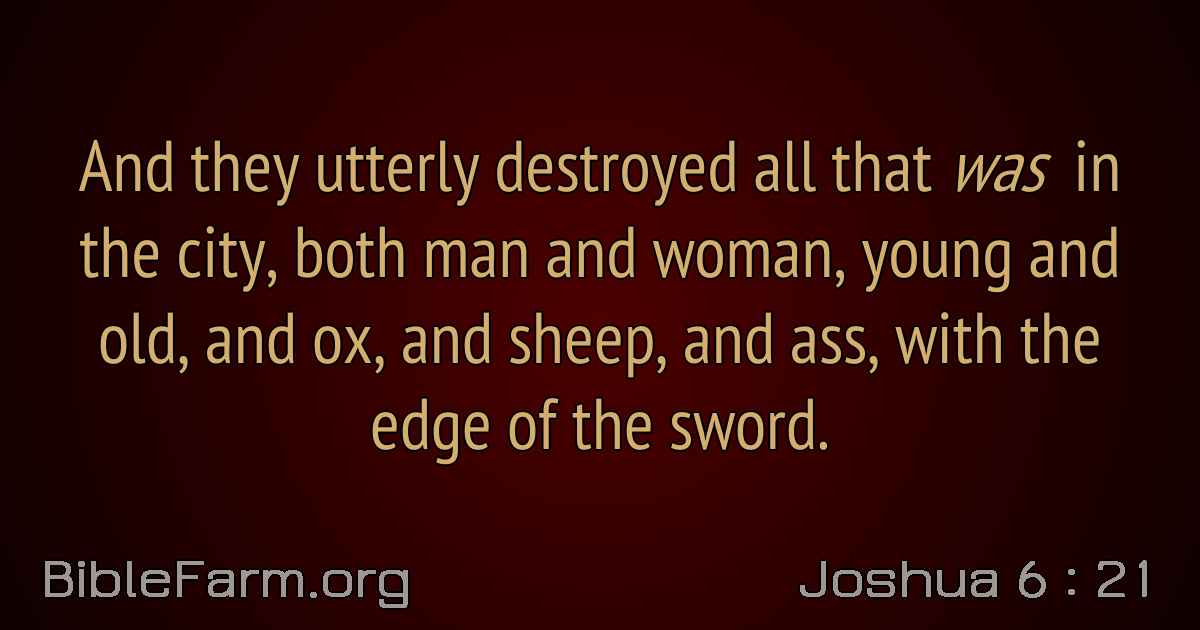 And they utterly destroyed all that was in
the city, both man and woman, young and
old, and ox, and sheep, and ass, with the
edge of the sword.
BibleFarm.org
Joshua 6 : 21